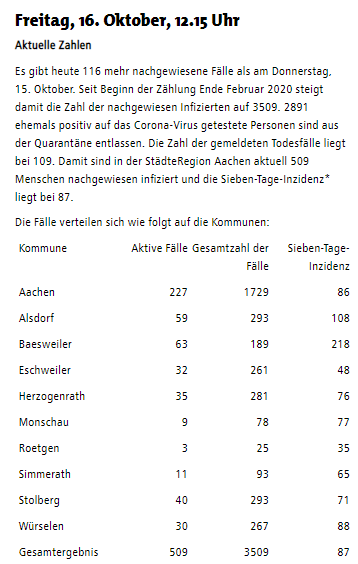 Freitag, 16. Oktober, 12.15 Uhr
Aktuelle Zahlen
Es gibt heute 116 mehr nachgewiesene Fälle als am Donnerstag,
15. Oktober. Seit Beginn der Zählung Ende Februar 2020 steigt
damit die Zahl der nachgewiesen Infizierten auf 3509. 2891
ehemals positiv auf das Corona-Virus getestete Personen sind aus
der Quarantäne entlassen. Die Zahl der gemeldeten Todesfälle liegt
bei 109. Damit sind in der StädteRegion Aachen aktuell 509
Menschen nachgewiesen infiziert und die Sieben-Tage-Inzidenz*
liegt bei 87.
Die Fälle verteilen sich wie folgt auf die Kommunen:
Kommune Aktive Fälle Gesamtzahl der Sieben-Tage-
Fälle Inzidenz
Aachen 227 1729 86
Alsdorf 59 293 108
Baesweiler 63 189 218
Eschweiler 32 261 48
Herzogenrath 35 281 76
Monschau 9 78 77
Roetgen 3 25 35
Simmerath 11 93 65
Stolberg 40 293 71
Würselen 30 267 88
Gesamtergebnis 509 3509 87